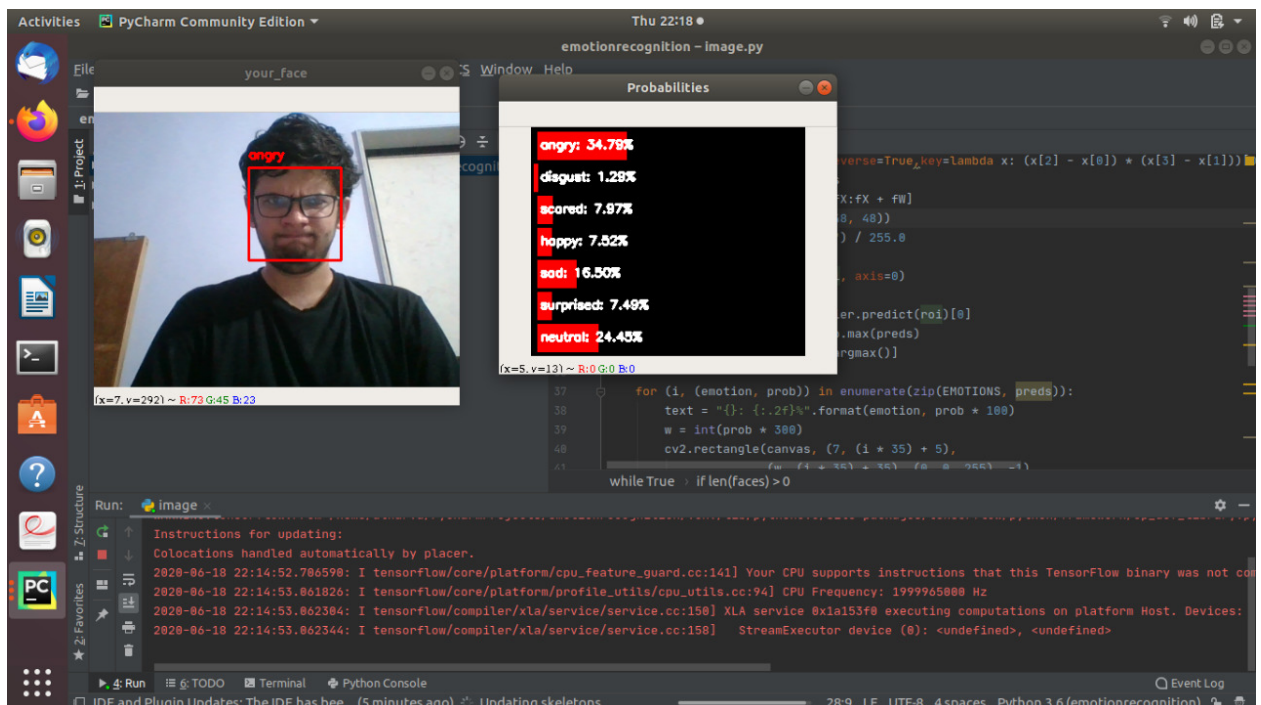 Activities PyCharm Community Edition Thu 22:18
emotionrecognition – image.py
File Window Help
your_face
angry
(x=7, y=292) ~ R:73 G:45 B:23
Probabilities
angry: 34.79%
disgust: 1.29%
scared: 7.97%
happy: 7.52%
sad: 16.50%
surprised: 7.49%
neutral: 24.45%
(x=5, y=13) ~ R:0 G:0 B:0
1: Project
verse=True,key=lambda x: (x[2] - x[0]) * (x[3] - x[1]))
fX:fX + fW]
48))
/ 255.0
axis=0)
er.predict(roi)[0]
.max(preds)
rgmax()]
37 for (i, (emotion, prob)) in enumerate(zip(EMOTIONS, preds)):
38 text = "{}: {:.2f}%".format(emotion, prob * 100)
39 w = int(prob * 300)
40 cv2.rectangle(canvas, (7, (i * 35) + 5),
41 (w, (i * 35) + 35), (0, 0, 255), -1)
while True › if len(faces) > 0
Run: image
Instructions for updating:
Colocations handled automatically by placer.
2020-06-18 22:14:52.706590: I tensorflow/core/platform/cpu_feature_guard.cc:141] Your CPU supports instructions that this TensorFlow binary was not com
2020-06-18 22:14:53.061826: I tensorflow/core/platform/profile_utils/cpu_utils.cc:94] CPU Frequency: 1999965000 Hz
2020-06-18 22:14:53.062304: I tensorflow/compiler/xla/service/service.cc:150] XLA service 0x1a153f0 executing computations on platform Host. Devices:
2020-06-18 22:14:53.062344: I tensorflow/compiler/xla/service/service.cc:158] StreamExecutor device (0): <undefined>, <undefined>
7: Structure
2: Favorites
4: Run 6: TODO Terminal Python Console Event Log
IDE and Plugin Updates: The IDE has bee... (5 minutes ago) Updating skeletons... 28:9 LF UTF-8 4 spaces Python 3.6 (emotionrecognition)